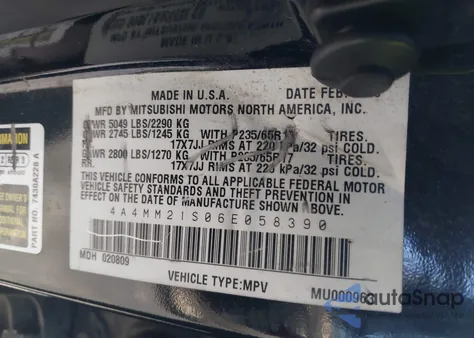 MADE IN U.S.A. DATE FEB.
MFD BY MITSUBISHI MOTORS NORTH AMERICA, INC.
GVWR 5049 LBS/2290 KG
GAWR 2745 LBS/1245 KG WITH P235/65R17 TIRES.
17X7JJ RIMS AT 220 kPa/32 psi COLD.
GAWR 2800 LBS/1270 KG WITH P235/65R17 TIRES.
RR. 17X7JJ RIMS AT 220 kPa/32 psi COLD.
THIS VEHICLE CONFORMS TO ALL APPLICABLE FEDERAL MOTOR
VEHICLE SAFETY STANDARDS AND THEFT PREVENTION STANDARD IN
EFFECT ON THE DATE OF MANUFACTURE SHOWN ABOVE.
4A4MM21S06E058390
MDH 020809
VEHICLE TYPE:MPV
MU00096
7430A228 A
autoSnap